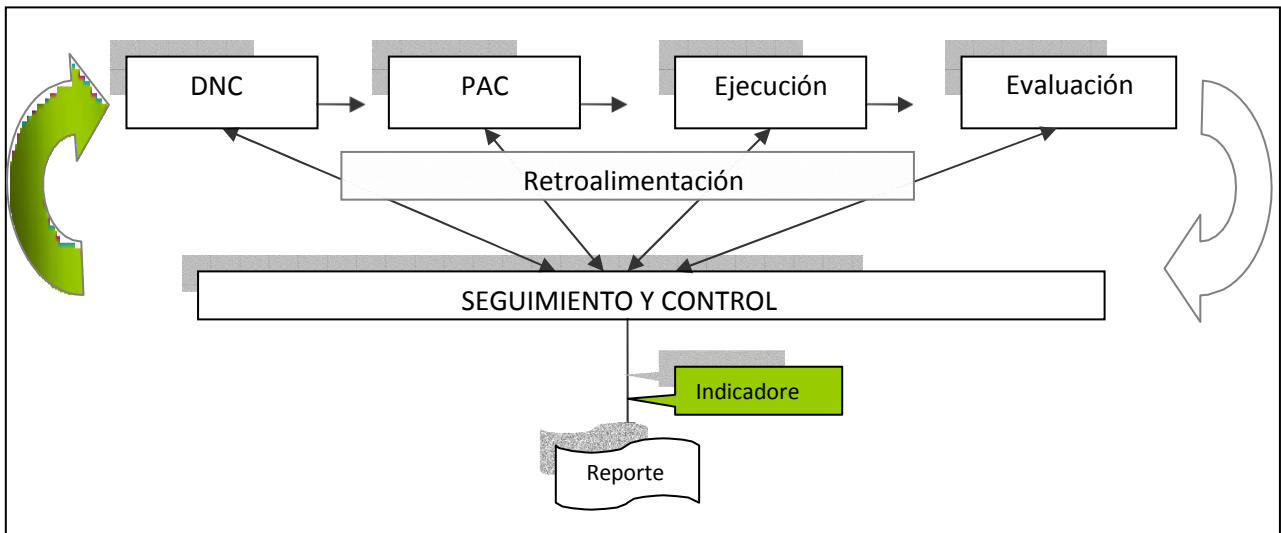 DNC
PAC
Ejecución
Evaluación
Retroalimentación
SEGUIMIENTO Y CONTROL
Indicadore
Reporte